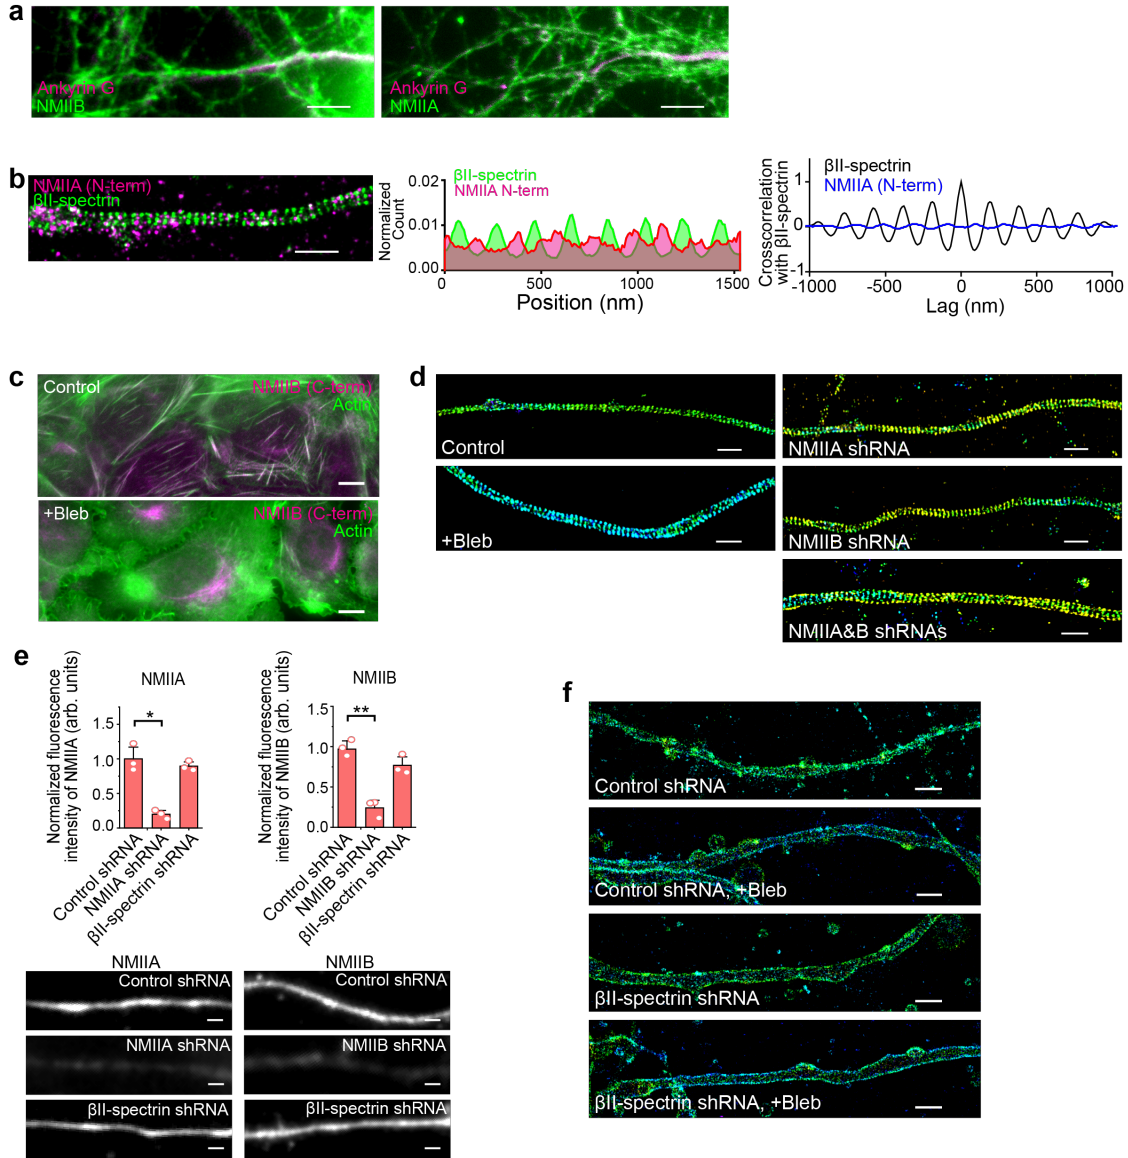 a
Ankyrin G
NMIIB
Ankyrin G
NMIIA
b
NMIIA (N-term)
βII-spectrin
Normalized
Count
0.02
0.01
0.00
βII-spectrin
NMIIA N-term
0
500
1000
1500
Position (nm)
Crosscorrelation
with βII-spectrin
1
0
-1
βII-spectrin
NMIIA (N-term)
-1000
-500
0
500
1000
Lag (nm)
c
Control
NMIIB (C-term)
Actin
+Bleb
NMIIB (C-term)
Actin
d
Control
NMIIA shRNA
+Bleb
NMIIB shRNA
NMIIA&B shRNAs
e
Normalized fluorescence
intensity of NMIIA (arb. units)
NMIIA
1.5
1.0
0.5
0.0
*
Control shRNA
NMIIA shRNA
βII-spectrin shRNA
Normalized fluorescence
intensity of NMIIB (arb. units)
NMIIB
1.5
1.0
0.5
0.0
**
Control shRNA
NMIIB shRNA
βII-spectrin shRNA
NMIIA
Control shRNA
NMIIA shRNA
βII-spectrin shRNA
NMIIB
Control shRNA
NMIIB shRNA
βII-spectrin shRNA
f
Control shRNA
Control shRNA, +Bleb
βII-spectrin shRNA
βII-spectrin shRNA, +Bleb